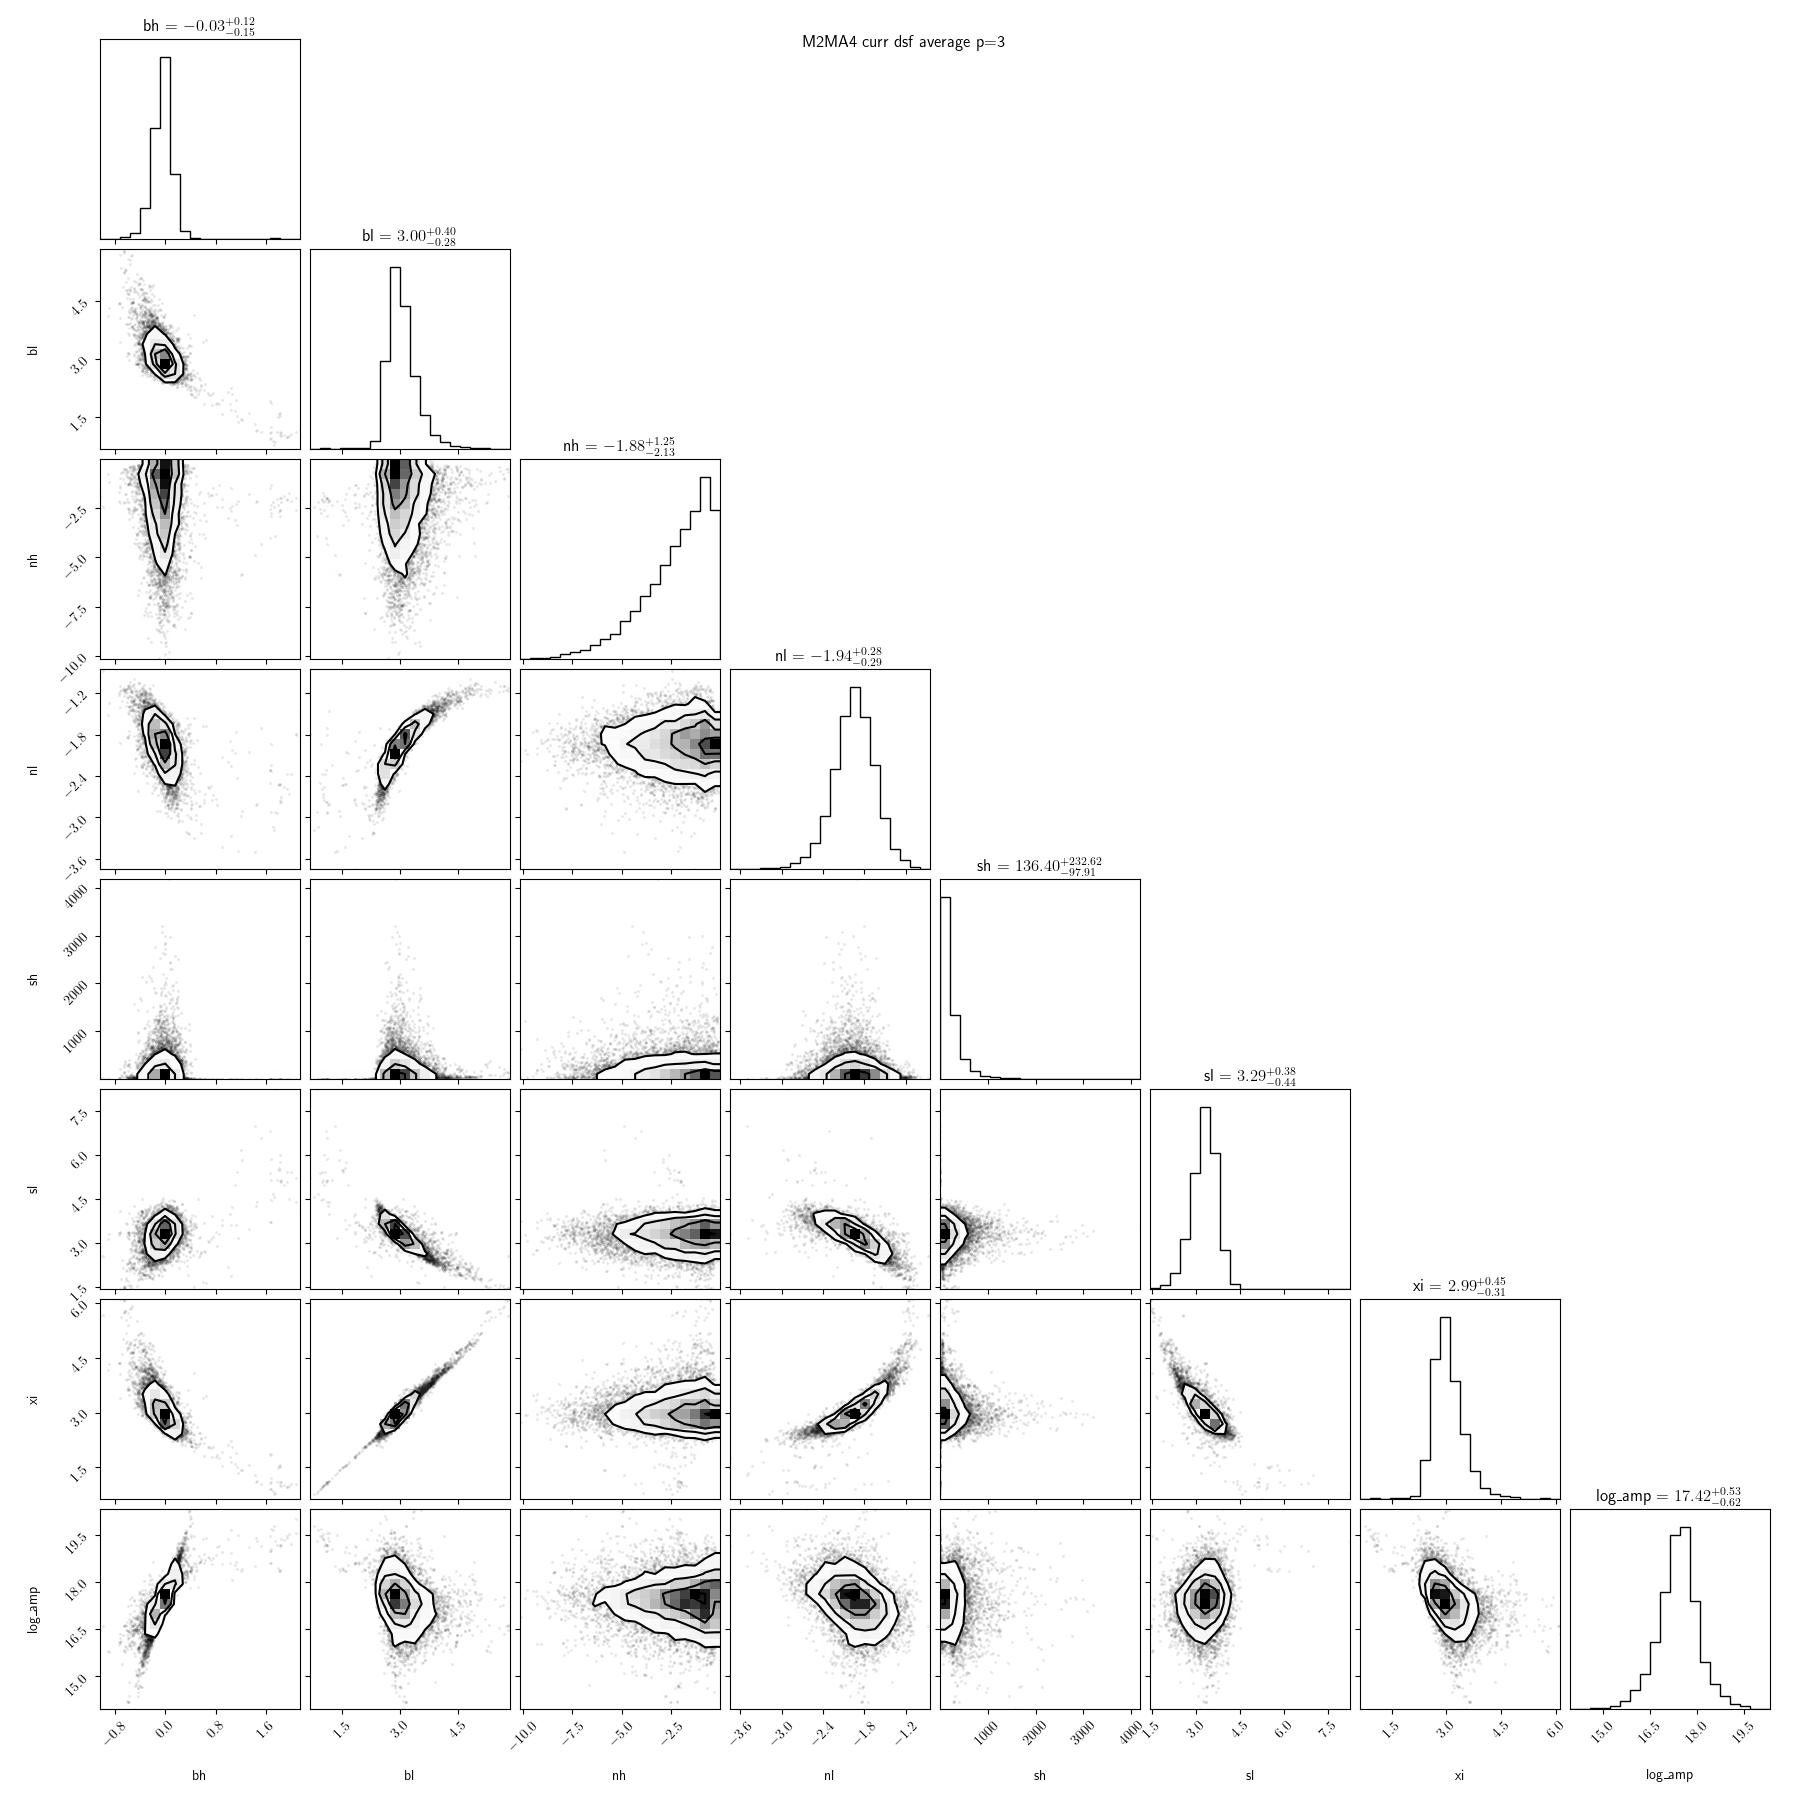 bh = −0.03 +0.12 −0.15
M2MA4 curr dsf average p=3
bl = 3.00 +0.40 −0.28
4.5
3.0
1.5
bl
nh = −1.88 +1.25 −2.13
−2.5
−5.0
−7.5
−10.0
nh
nl = −1.94 +0.28 −0.29
−1.2
−1.8
−2.4
−3.0
−3.6
nl
sh = 136.40 +232.62 −97.91
4000
3000
2000
1000
sh
sl = 3.29 +0.38 −0.44
7.5
6.0
4.5
3.0
1.5
sl
xi = 2.99 +0.45 −0.31
6.0
4.5
3.0
1.5
xi
log_amp = 17.42 +0.53 −0.62
19.5
18.0
16.5
15.0
log_amp
−0.8 0.0 0.8 1.6
1.5 3.0 4.5
−10.0 −7.5 −5.0 −2.5
−3.6 −3.0 −2.4 −1.8 −1.2
1000 2000 3000 4000
1.5 3.0 4.5 6.0 7.5
1.5 3.0 4.5 6.0
15.0 16.5 18.0 19.5
bh bl nh nl sh sl xi log_amp